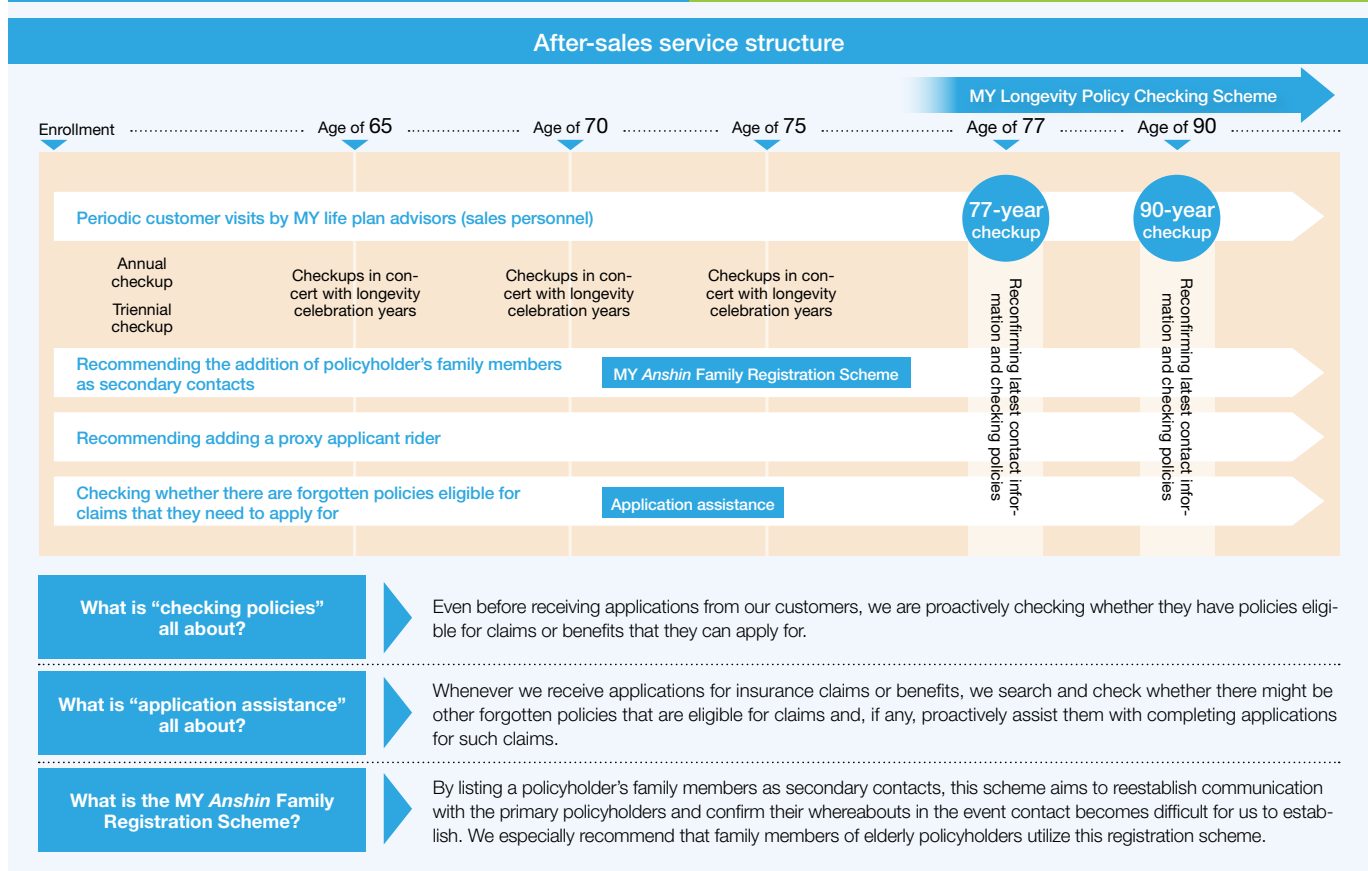 After-sales service structure
MY Longevity Policy Checking Scheme
Enrollment
Age of 65
Age of 70
Age of 75
Age of 77
Age of 90
Periodic customer visits by MY life plan advisors (sales personnel)
77-year
checkup
90-year
checkup
Annual
checkup
Triennial
checkup
Checkups in con-
cert with longevity
celebration years
Checkups in con-
cert with longevity
celebration years
Checkups in con-
cert with longevity
celebration years
Reconfirming latest contact infor-
mation and checking policies
Reconfirming latest contact infor-
mation and checking policies
Recommending the addition of policyholder’s family members
as secondary contacts
MY Anshin Family Registration Scheme
Recommending adding a proxy applicant rider
Checking whether there are forgotten policies eligible for
claims that they need to apply for
Application assistance
What is “checking policies”
all about?
Even before receiving applications from our customers, we are proactively checking whether they have policies eligi-
ble for claims or benefits that they can apply for.
What is “application assistance”
all about?
Whenever we receive applications for insurance claims or benefits, we search and check whether there might be
other forgotten policies that are eligible for claims and, if any, proactively assist them with completing applications
for such claims.
What is the MY Anshin Family
Registration Scheme?
By listing a policyholder’s family members as secondary contacts, this scheme aims to reestablish communication
with the primary policyholders and confirm their whereabouts in the event contact becomes difficult for us to estab-
lish. We especially recommend that family members of elderly policyholders utilize this registration scheme.